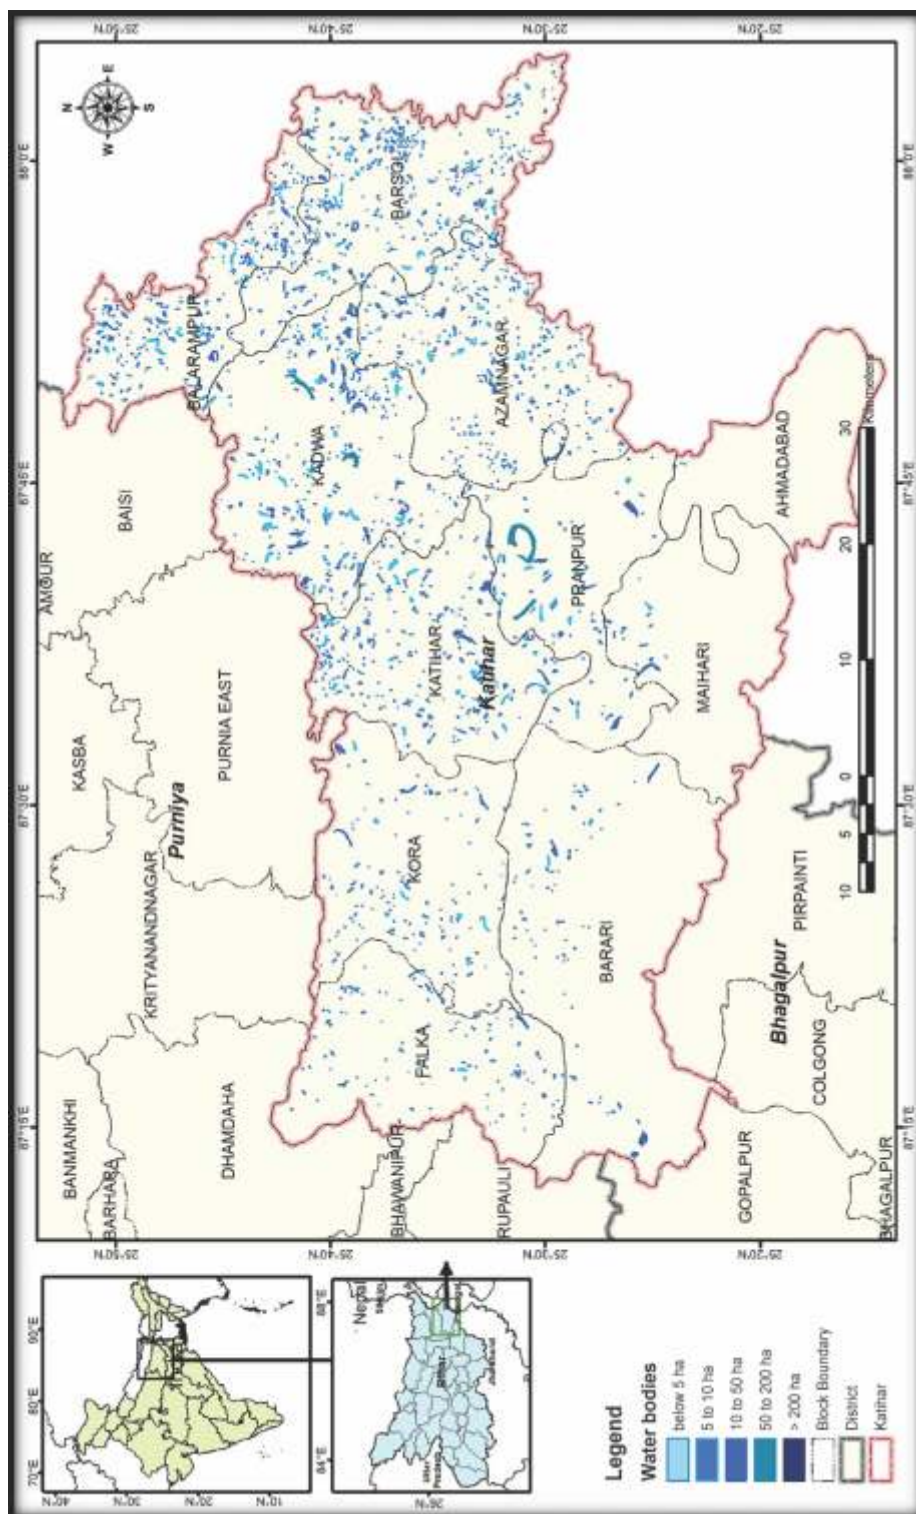 N
E
S
W
25°50'N
25°40'N
25°30'N
25°20'N
88°0'E
87°45'E
87°30'E
87°15'E
AMOUR
BAISI
KASBA
PURNIA EAST
Purniya
KRITYANANDNAGAR
BANMANKHI
BARHARA
DHAMDAHA
BHAWANIPUR
RUPAULI
BALARAMPUR
BARSOI
KADWA
AZAMNAGAR
KATIHAR
Katihar
PRANPUR
KORA
FALKA
BARARI
MAIHARI
AHMADABAD
PIRPAINTI
Bhagalpur
COLGONG
GOPALPUR
BHAGALPUR
10 5 0 10 20 30
Kilometers
70°E 80°E 90°E
40°N
30°N
20°N
10°N
84°E 88°E
26°N
Nepal
Uttar
Pradesh
Bihar
Jharkhand
Legend
Water bodies
below 5 ha
5 to 10 ha
10 to 50 ha
50 to 200 ha
> 200 ha
Block Boundary
District
Katihar